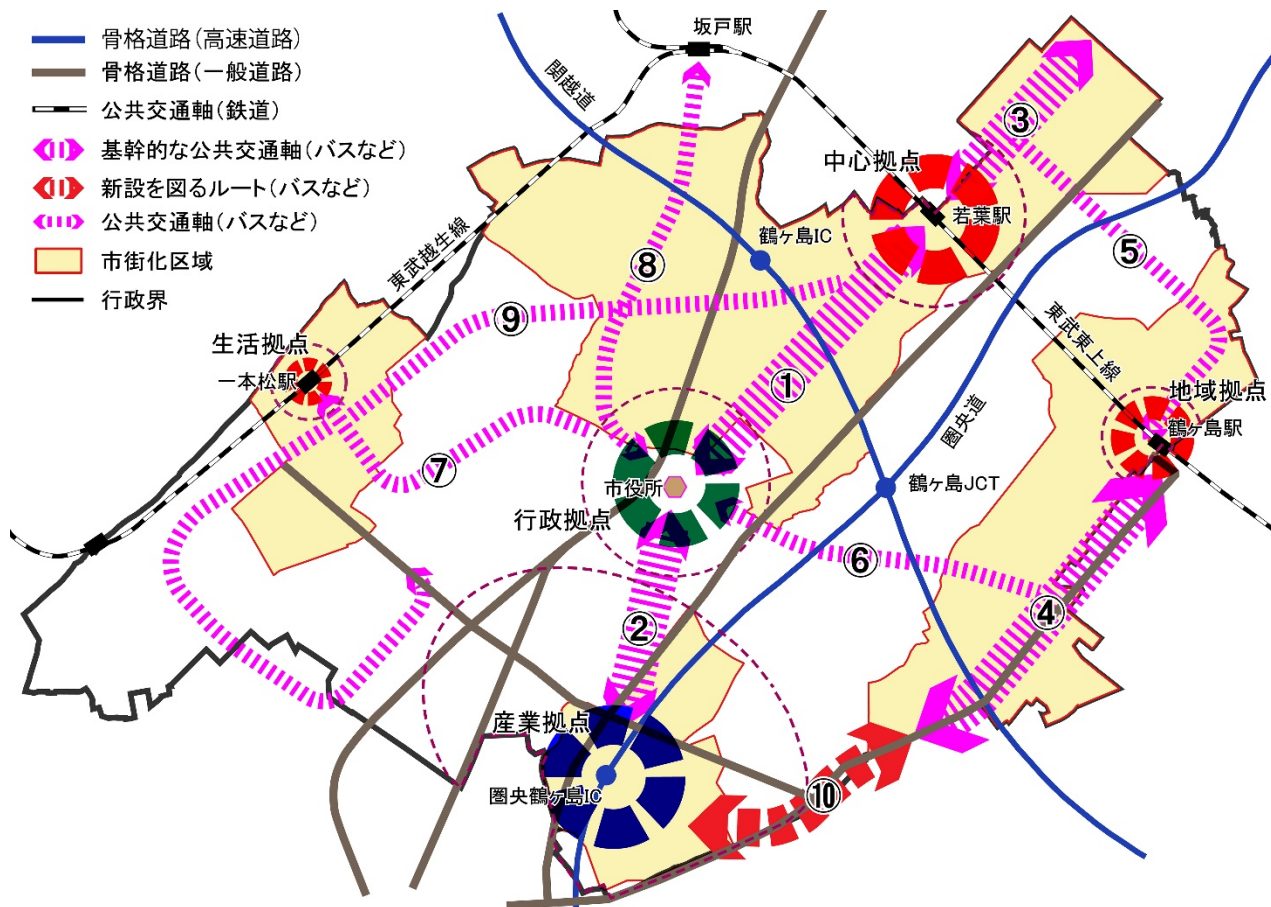 骨格道路(高速道路)
骨格道路(一般道路)
公共交通軸(鉄道)
基幹的な公共交通軸(バスなど)
新設を図るルート(バスなど)
公共交通軸(バスなど)
市街化区域
行政界
坂戸駅
関越道
③
中心拠点
若葉駅
鶴ヶ島IC
⑤
⑧
東武越生線
⑨
生活拠点
一本松駅
東武東上線
①
地域拠点
鶴ヶ島駅
圏央道
⑦
市役所
鶴ヶ島JCT
行政拠点
⑥
④
②
産業拠点
圏央鶴ヶ島IC
⑩